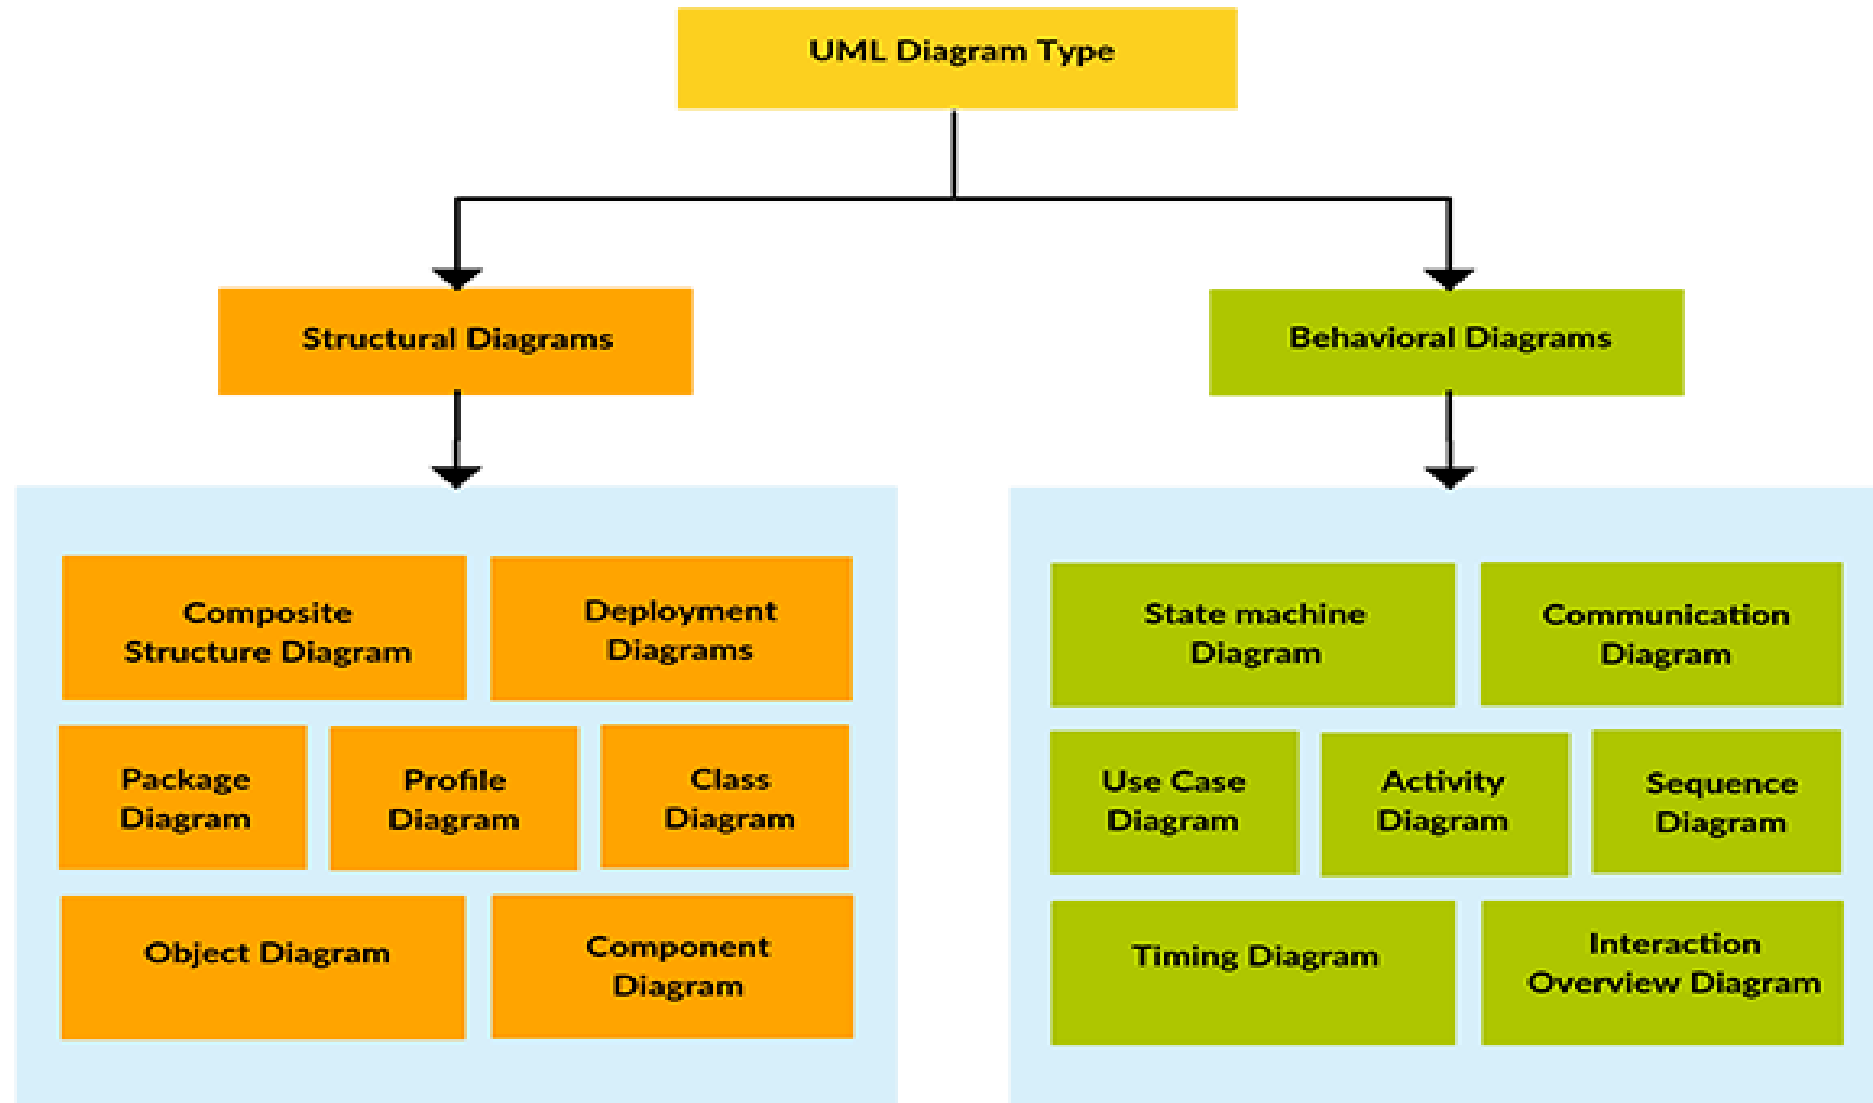 UML Diagram Type
Structural Diagrams
Behavioral Diagrams
Composite
Structure Diagram
Deployment
Diagrams
Package
Diagram
Profile
Diagram
Class
Diagram
Object Diagram
Component
Diagram
State machine
Diagram
Communication
Diagram
Use Case
Diagram
Activity
Diagram
Sequence
Diagram
Timing Diagram
Interaction
Overview Diagram